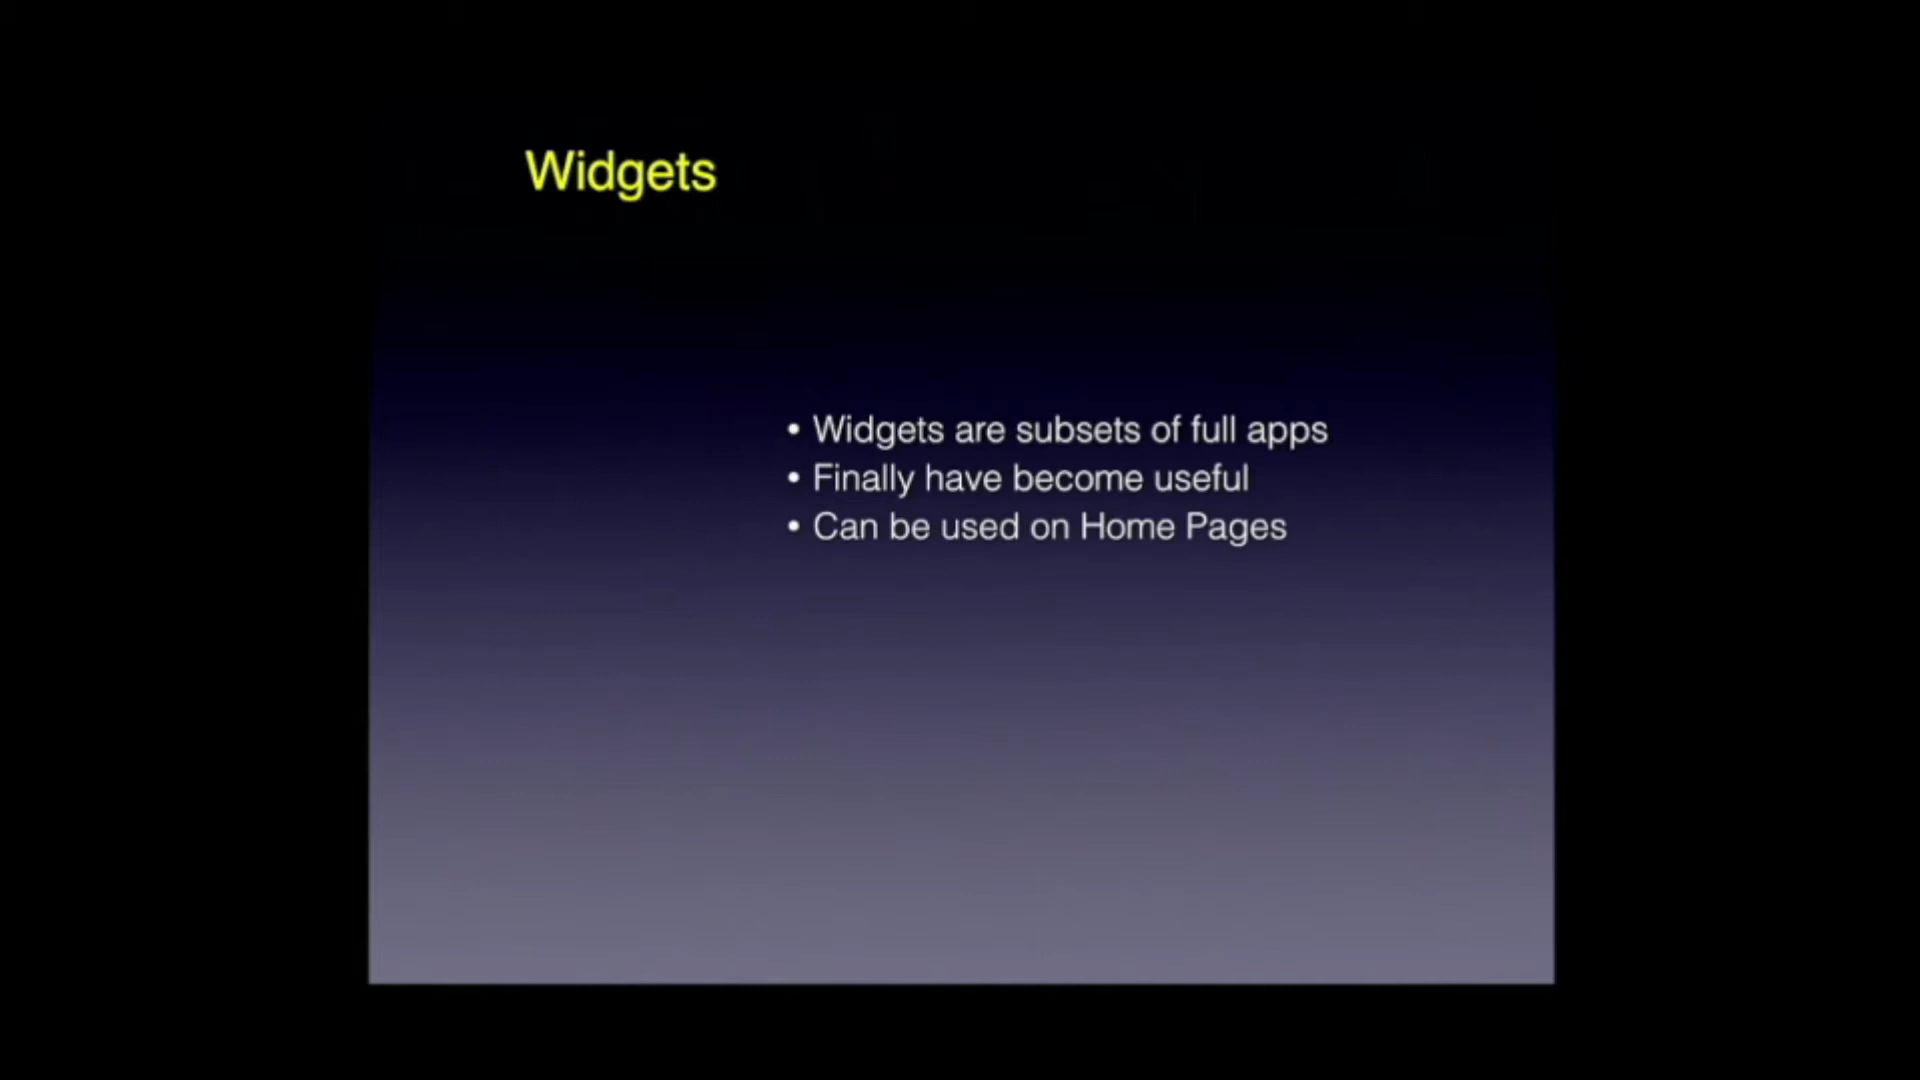 Widgets
• Widgets are subsets of full apps
• Finally have become useful
• Can be used on Home Pages